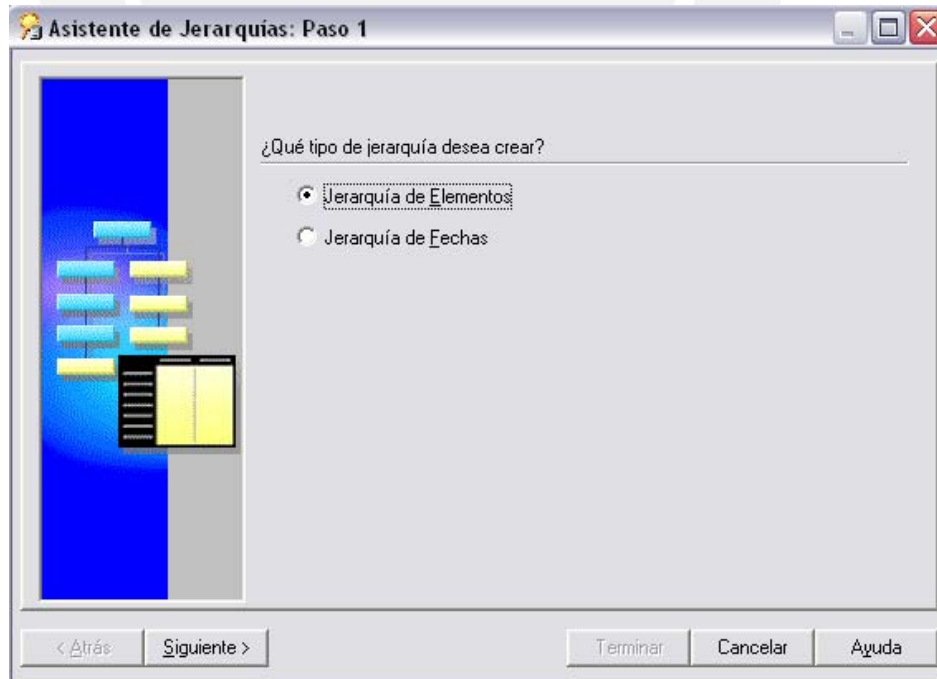 Asistente de Jerarquías: Paso 1
¿Qué tipo de jerarquía desea crear?
Jerarquía de Elementos
Jerarquía de Fechas
< Atrás
Siguiente >
Terminar
Cancelar
Ayuda